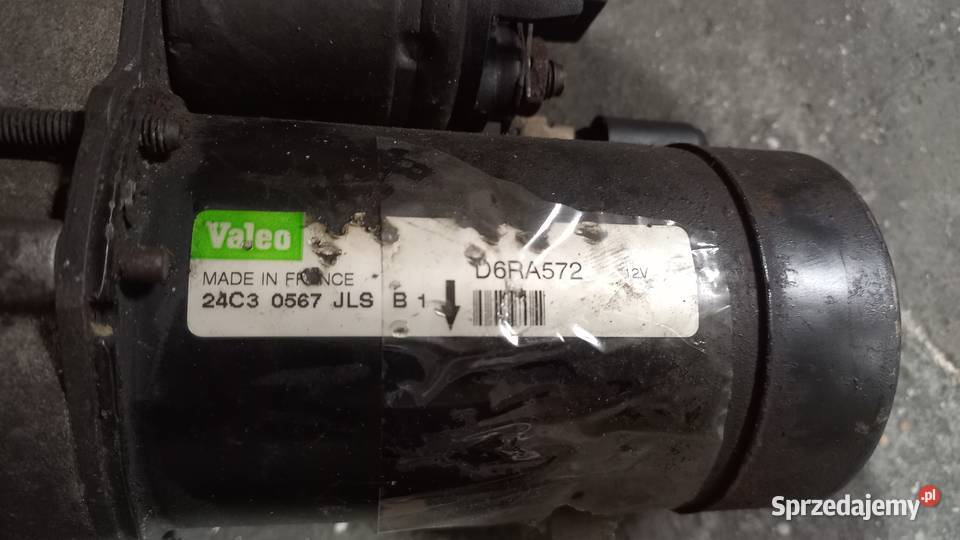 Valeo
D6RA572 12V
MADE IN FRANCE
24C3 0567 JLS B 1
Sprzedajemy.pl